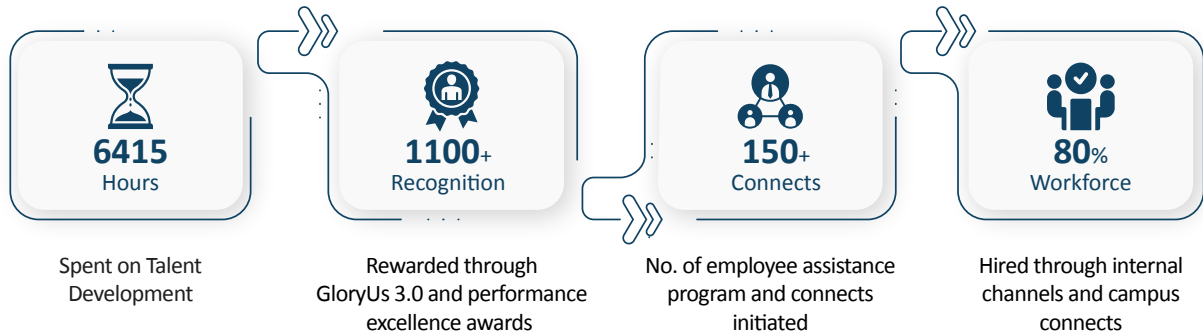 6415
Hours
Spent on Talent
Development
1100+
Recognition
Rewarded through
GloryUs 3.0 and performance
excellence awards
150+
Connects
No. of employee assistance
program and connects
initiated
80%
Workforce
Hired through internal
channels and campus
connects